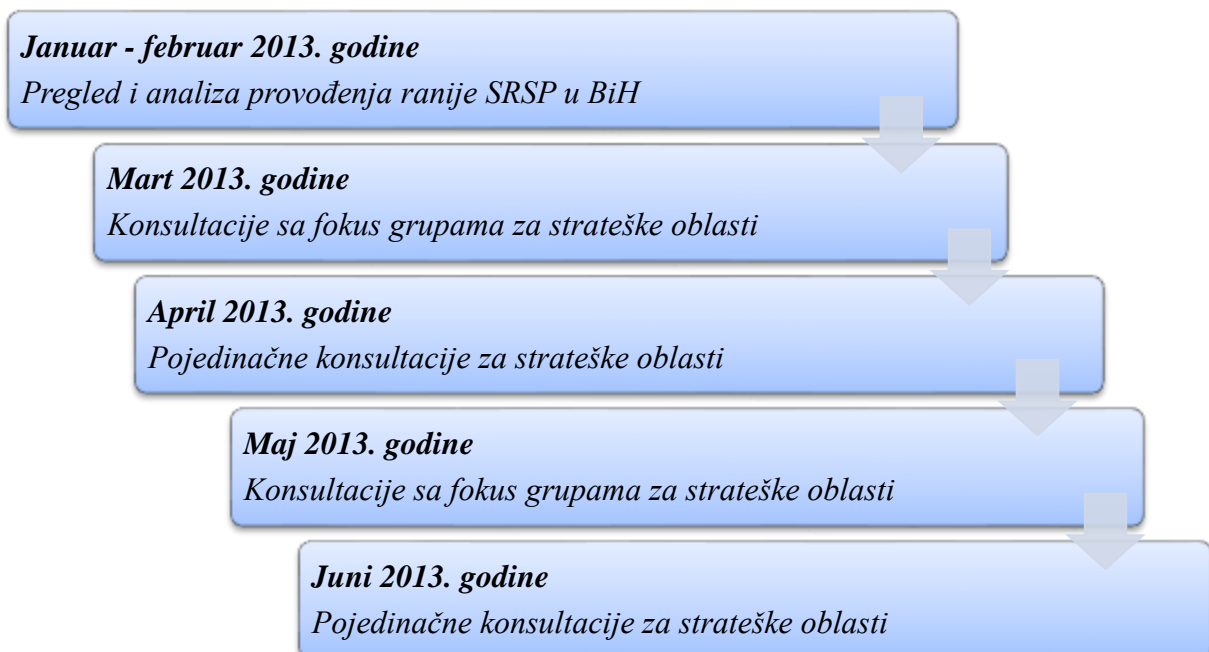 Januar - februar 2013. godine
Pregled i analiza provođenja ranije SRSP u BiH
Mart 2013. godine
Konsultacije sa fokus grupama za strateške oblasti
April 2013. godine
Pojedinačne konsultacije za strateške oblasti
Maj 2013. godine
Konsultacije sa fokus grupama za strateške oblasti
Juni 2013. godine
Pojedinačne konsultacije za strateške oblasti